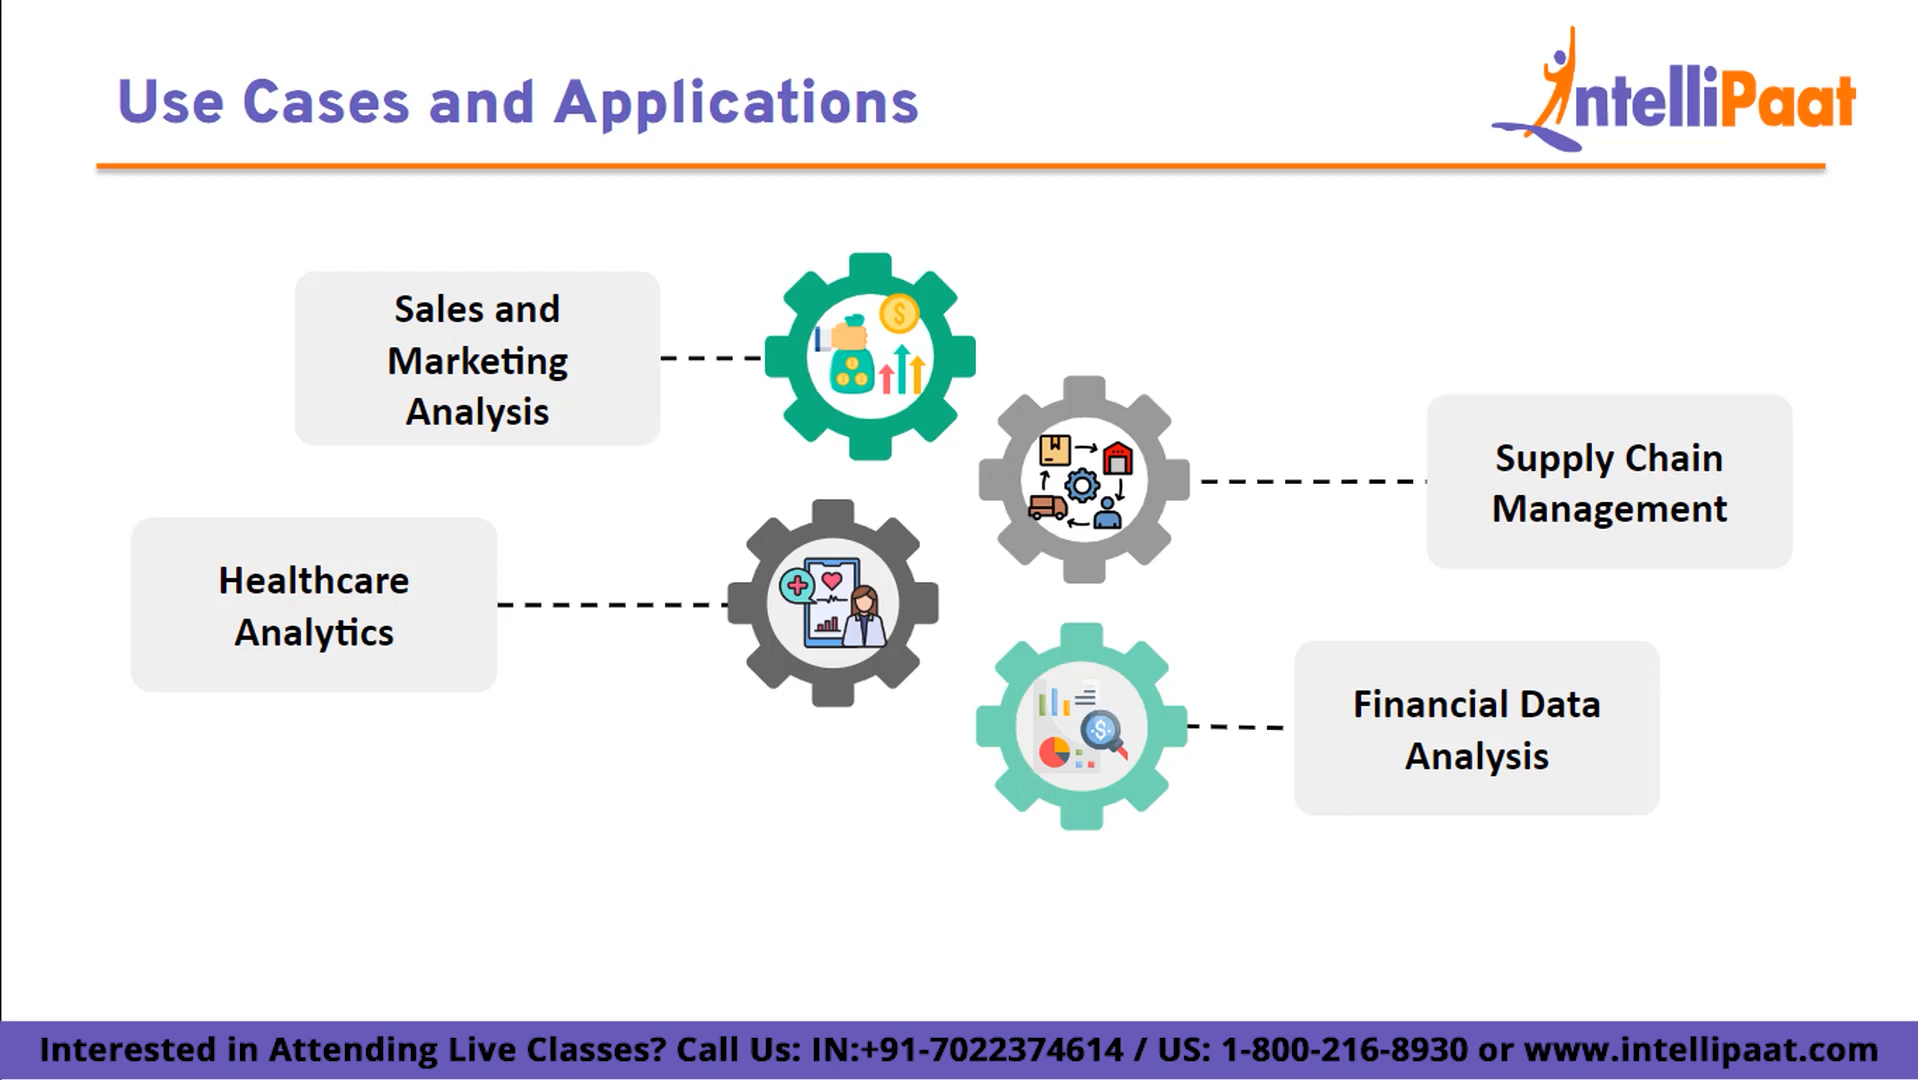 Use Cases and Applications
IntelliPaat
Sales and
Marketing
Analysis
Supply Chain
Management
Healthcare
Analytics
Financial Data
Analysis
Interested in Attending Live Classes? Call Us: IN:+91-7022374614 / US: 1-800-216-8930 or www.intellipaat.com